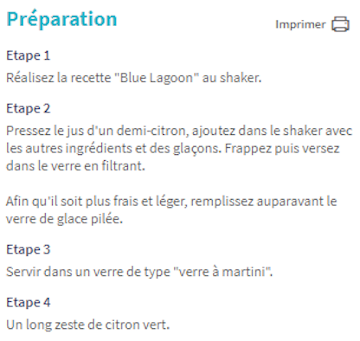 Préparation
Imprimer
Etape 1
Réalisez la recette "Blue Lagoon" au shaker.
Etape 2
Pressez le jus d'un demi-citron, ajoutez dans le shaker avec
les autres ingrédients et des glaçons. Frappez puis versez
dans le verre en filtrant.
Afin qu'il soit plus frais et léger, remplissez auparavant le
verre de glace pilée.
Etape 3
Servir dans un verre de type "verre à martini".
Etape 4
Un long zeste de citron vert.